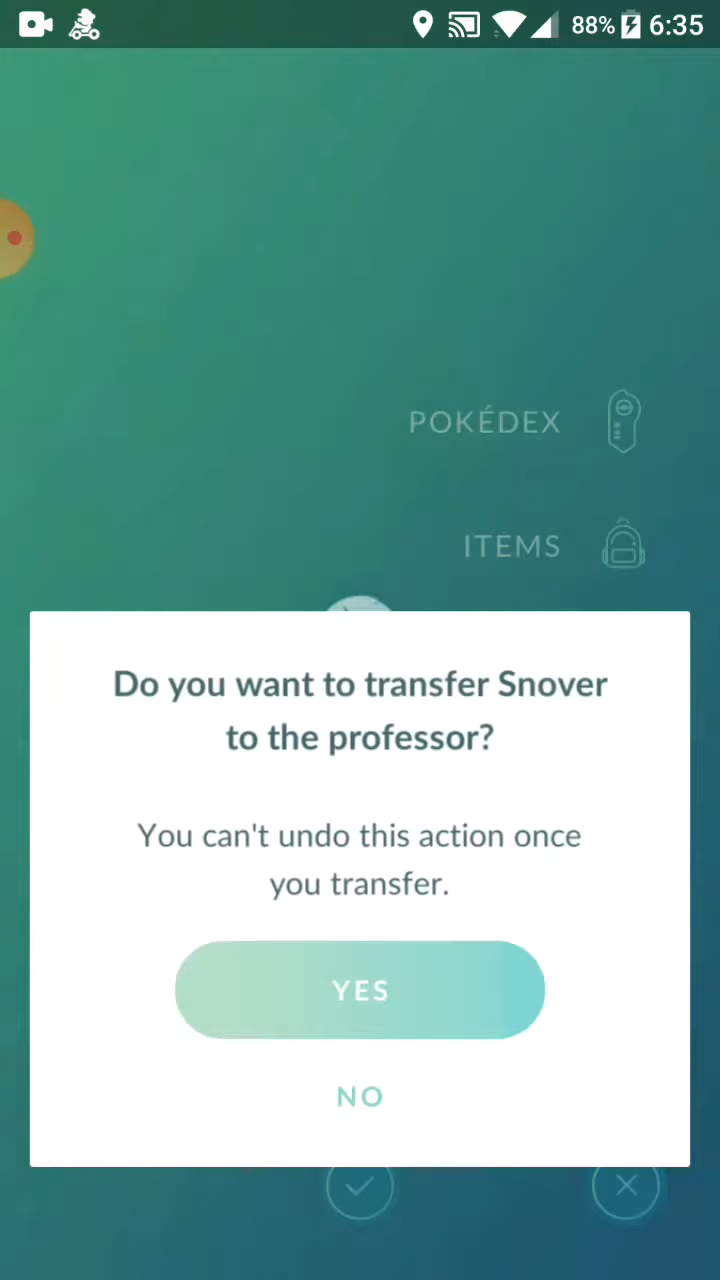 88% 6:35
POKÉDEX
ITEMS
Do you want to transfer Snover
to the professor?
You can't undo this action once
you transfer.
YES
NO